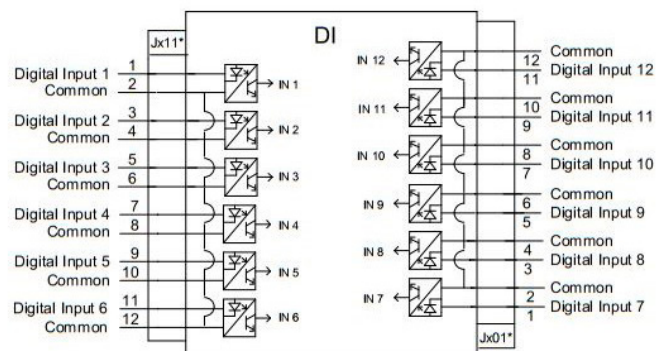 DI
Jx11*
Digital Input 1 1 IN 1
Common 2
Digital Input 2 3 IN 2
Common 4
Digital Input 3 5 IN 3
Common 6
Digital Input 4 7 IN 4
Common 8
Digital Input 5 9 IN 5
Common 10
Digital Input 6 11 IN 6
Common 12
IN 12 12 Common
11 Digital Input 12
IN 11 10 Common
9 Digital Input 11
IN 10 8 Common
7 Digital Input 10
IN 9 6 Common
5 Digital Input 9
IN 8 4 Common
3 Digital Input 8
IN 7 2 Common
1 Digital Input 7
Jx01*